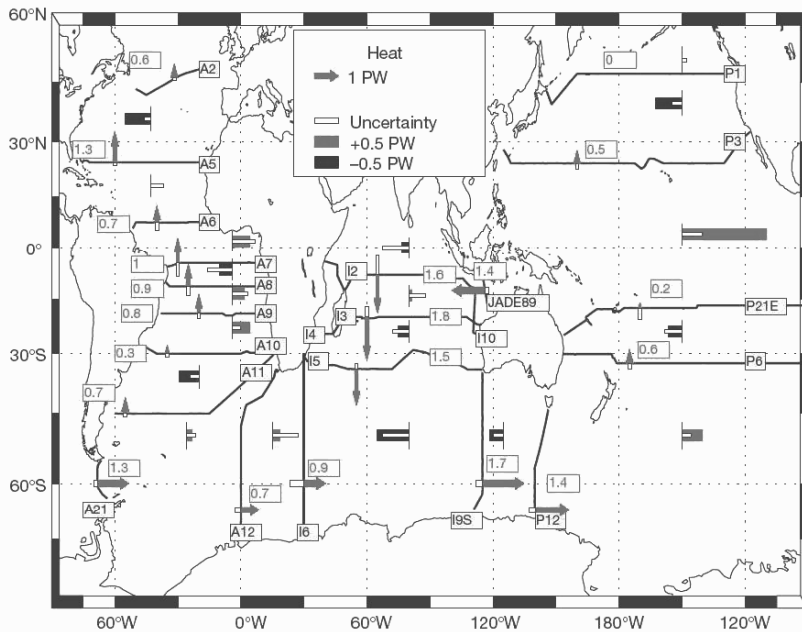 60°N
30°N
0°
30°S
60°S
60°W
0°W
60°W
120°W
180°W
120°W
Heat
1 PW
Uncertainty
+0.5 PW
−0.5 PW
0.6
A2
0
P1
1.3
A5
0.5
P3
0.7
A6
1
A7
0.9
A8
0.8
A9
0.3
A10
0.7
A11
I2
1.6
1.4
JADE89
I3
1.8
I4
I10
I5
1.5
0.2
P21E
0.6
P6
1.3
A21
0.7
A12
0.9
I6
1.7
I9S
1.4
P12